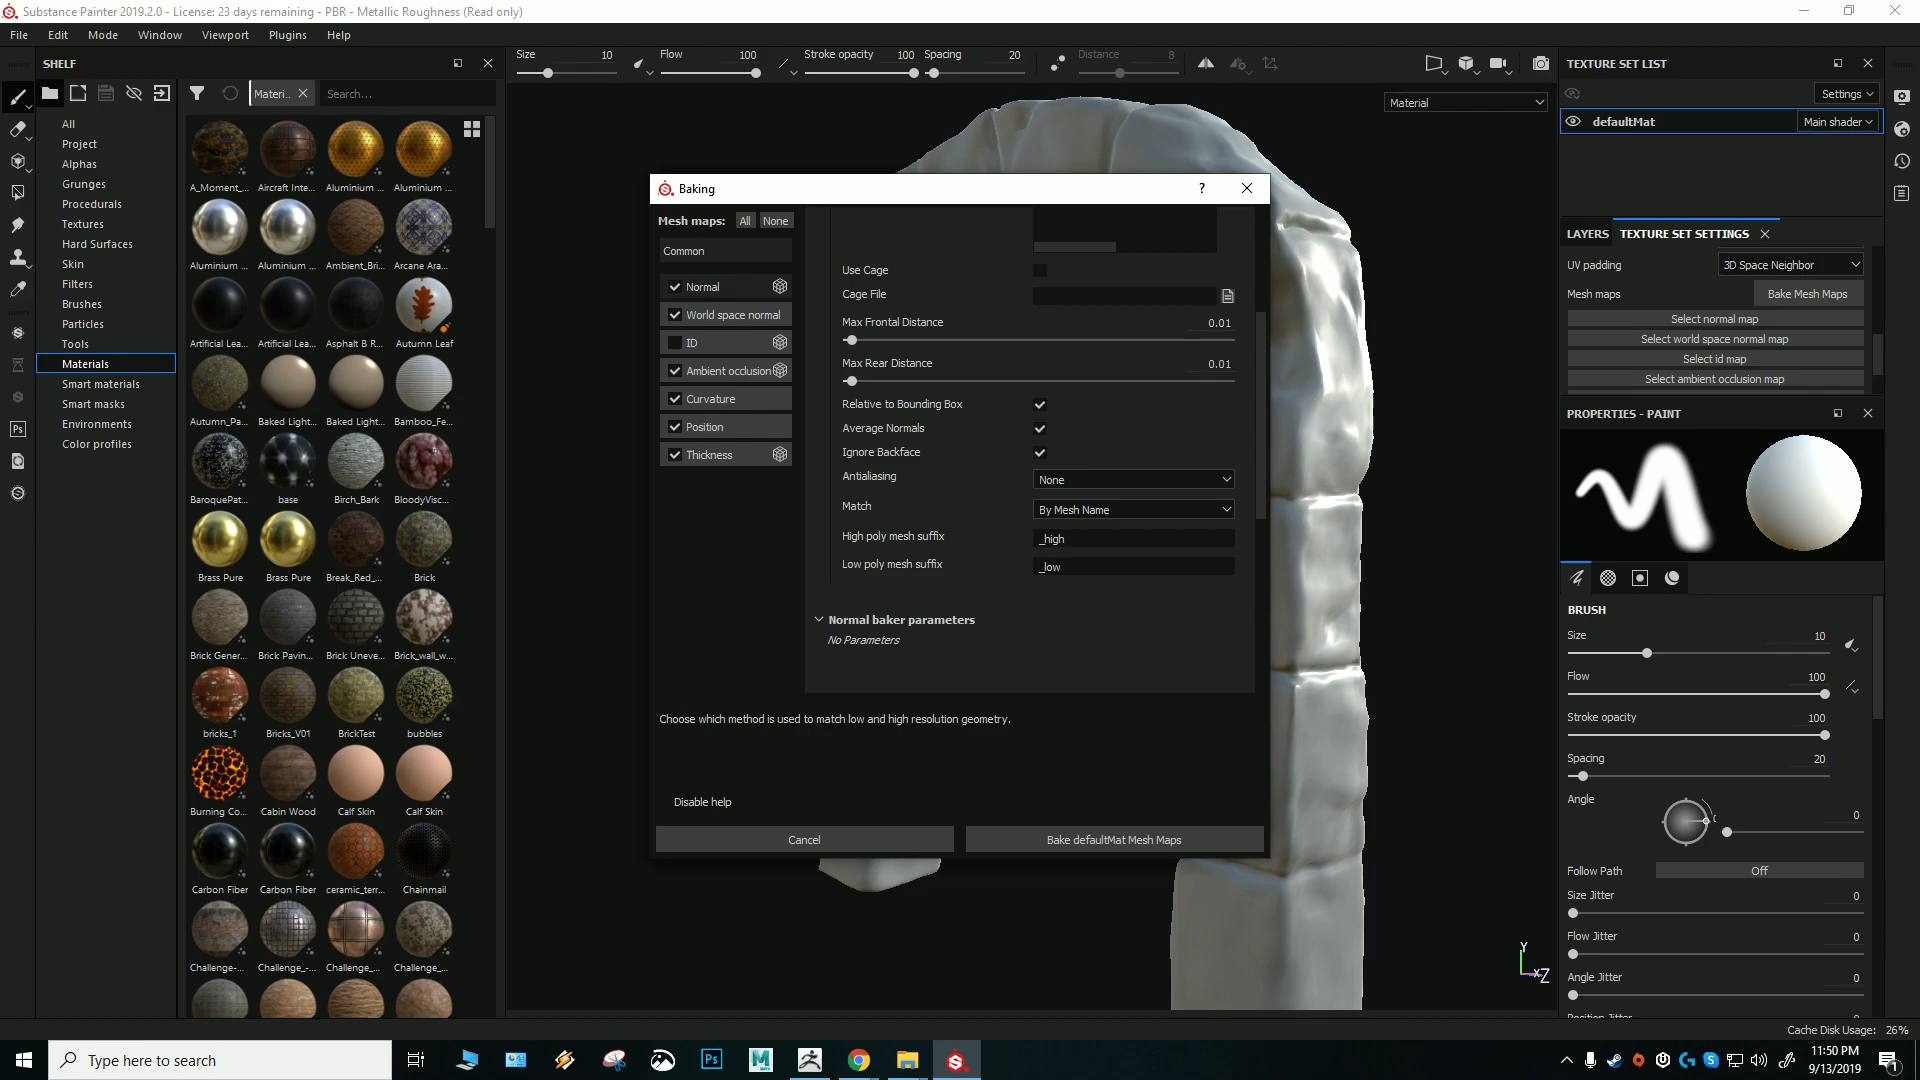 Substance Painter 2019.2.0 - License: 23 days remaining - PBR - Metallic Roughness (Read only)
File Edit Mode Window Viewport Plugins Help
SHELF
Materi...
Search...
All
Project
Alphas
Grunges
Procedurals
Textures
Hard Surfaces
Skin
Filters
Brushes
Particles
Tools
Materials
Smart materials
Smart masks
Environments
Color profiles
A_Moment_... Aircraft Inte... Aluminium ... Aluminium ...
Aluminium ... Aluminium ... Ambient_Bri... Arcane Ara...
Artificial Lea... Artificial Lea... Asphalt B R... Autumn Leaf
Autumn_Pa... Baked Light... Baked Light... Bamboo_Fe...
BaroquePat... base Birch_Bark BloodyVisc...
Brass Pure Brass Pure Break_Red_... Brick
Brick Gener... Brick Pavin... Brick Uneve... Brick_wall_w...
bricks_1 Bricks_V01 BrickTest bubbles
Burning Co... Cabin Wood Calf Skin Calf Skin
Carbon Fiber Carbon Fiber ceramic_terr... Chainmail
Challenge-... Challenge_-... Challenge_... Challenge_...
Size 10 Flow 100 Stroke opacity 100 Spacing 20 Distance 8
Material
Baking
?
Mesh maps: All None
Common
Normal
World space normal
ID
Ambient occlusion
Curvature
Position
Thickness
Use Cage
Cage File
Max Frontal Distance 0.01
Max Rear Distance 0.01
Relative to Bounding Box
Average Normals
Ignore Backface
Antialiasing None
Match By Mesh Name
High poly mesh suffix _high
Low poly mesh suffix _low
Normal baker parameters
No Parameters
Choose which method is used to match low and high resolution geometry.
Disable help
Cancel
Bake defaultMat Mesh Maps
Y
X Z
TEXTURE SET LIST
Settings
defaultMat Main shader
LAYERS TEXTURE SET SETTINGS
UV padding 3D Space Neighbor
Mesh maps Bake Mesh Maps
Select normal map
Select world space normal map
Select id map
Select ambient occlusion map
PROPERTIES - PAINT
BRUSH
Size 10
Flow 100
Stroke opacity 100
Spacing 20
Angle 0
Follow Path Off
Size Jitter 0
Flow Jitter 0
Angle Jitter 0
Position Jitter
Cache Disk Usage: 26%
Type here to search
Ps
Ps
11:50 PM
9/13/2019
1